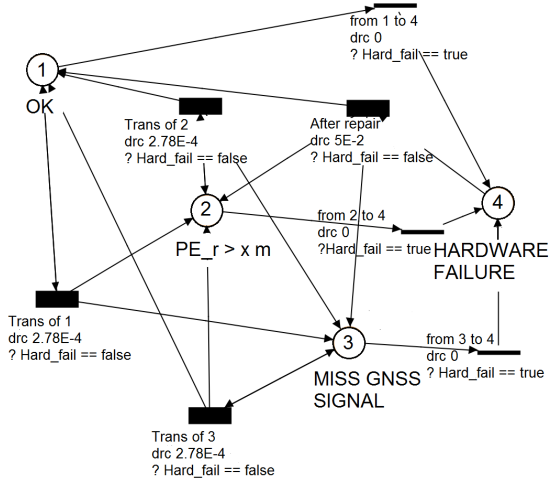 from 1 to 4
drc 0
? Hard_fail == true
1
OK
Trans of 2
drc 2.78E-4
? Hard_fail == false
After repair
drc 5E-2
? Hard_fail == false
2
PE_r > x m
from 2 to 4
drc 0
?Hard_fail == true
4
HARDWARE
FAILURE
Trans of 1
drc 2.78E-4
? Hard_fail == false
3
MISS GNSS
SIGNAL
from 3 to 4
drc 0
? Hard_fail == true
Trans of 3
drc 2.78E-4
? Hard_fail == false